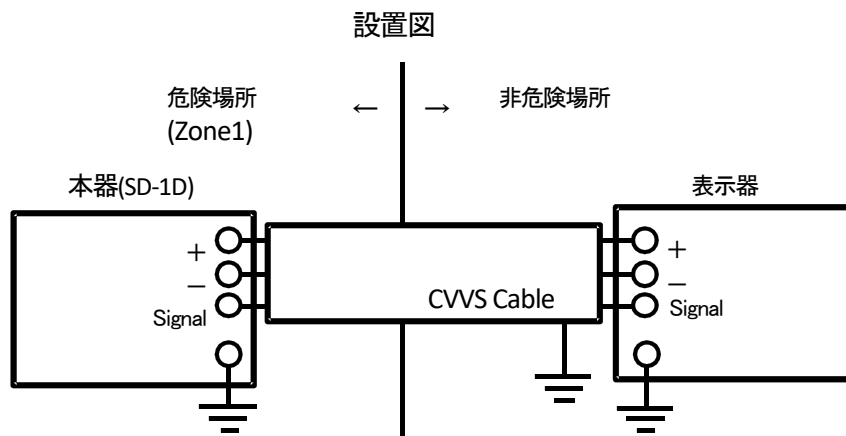 設置図
危険場所
(Zone1)
← →
非危険場所
本器(SD-1D)
表示器
+
−
Signal
CVVS Cable
+
−
Signal